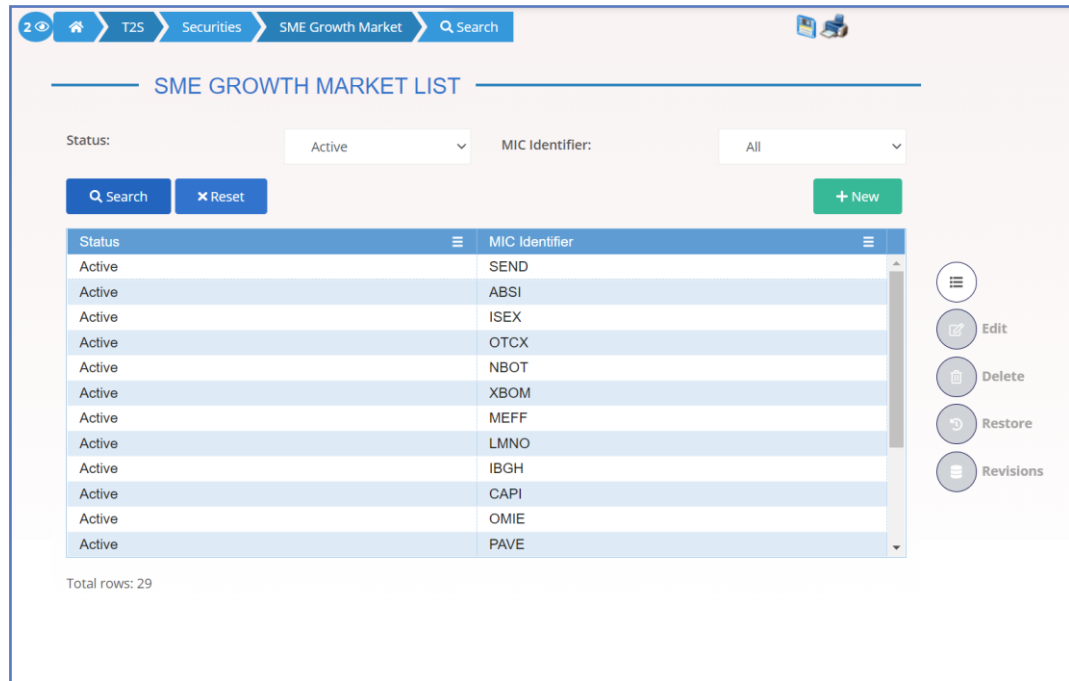 2 T2S Securities SME Growth Market Search
SME GROWTH MARKET LIST
Status: Active MIC Identifier: All
Search Reset New
Status MIC Identifier
Active SEND
Active ABSI
Active ISEX
Active OTCX
Active NBOT
Active XBOM
Active MEFF
Active LMNO
Active IBGH
Active CAPI
Active OMIE
Active PAVE
Edit
Delete
Restore
Revisions
Total rows: 29